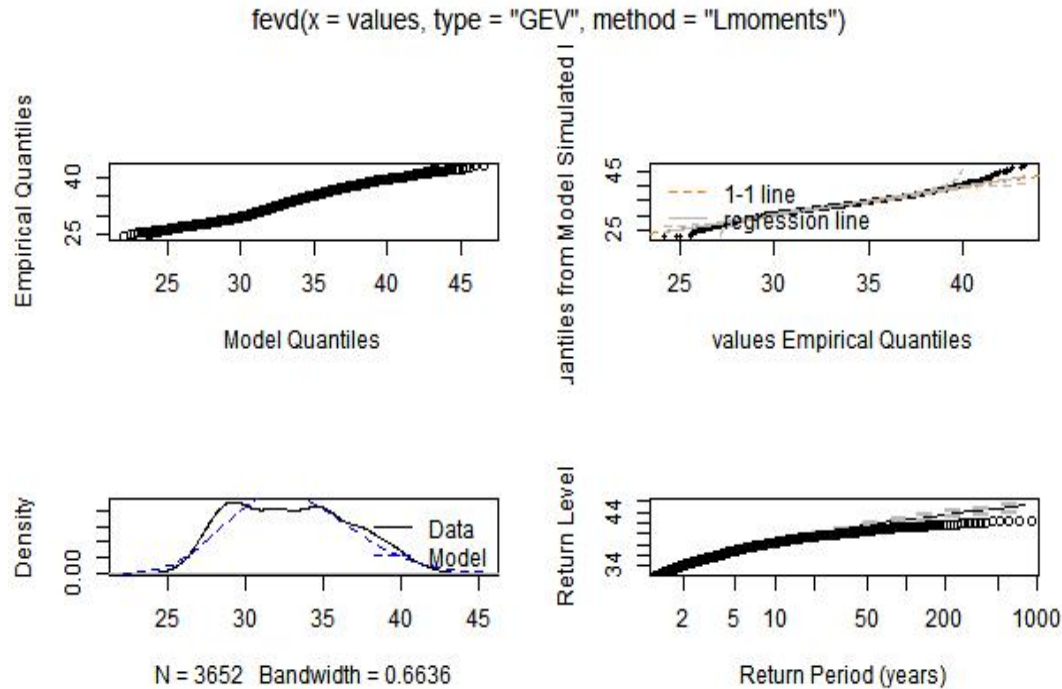 fevd(x = values, type = "GEV", method = "Lmoments")
Empirical Quantiles
40
25
25 30 35 40 45
Model Quantiles
from Model Simulated
45
25
1-1 line
regression line
25 30 35 40
values Empirical Quantiles
Density
0.00
Data
Model
25 30 35 40 45
N = 3652 Bandwidth = 0.6636
Return Level
44
34
2 5 10 50 200 1000
Return Period (years)